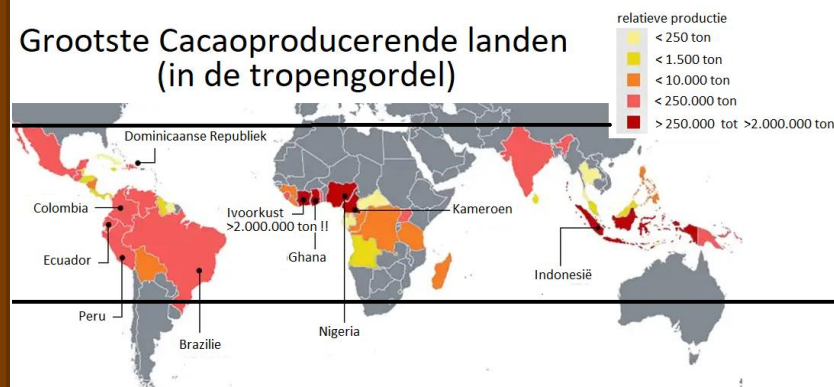 Grootste Cacaoproducerende landen
(in de tropengordel)
relatieve productie
< 250 ton
< 1.500 ton
< 10.000 ton
< 250.000 ton
> 250.000 tot >2.000.000 ton
Dominicaanse Republiek
Colombia
Ecuador
Peru
Brazilie
Ivoorkust
>2.000.000 ton !!
Ghana
Nigeria
Kameroen
Indonesië